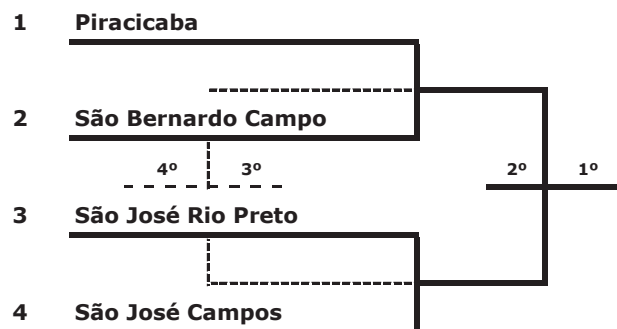 1 Piracicaba
2 São Bernardo Campo
4º 3º 2º 1º
3 São José Rio Preto
4 São José Campos